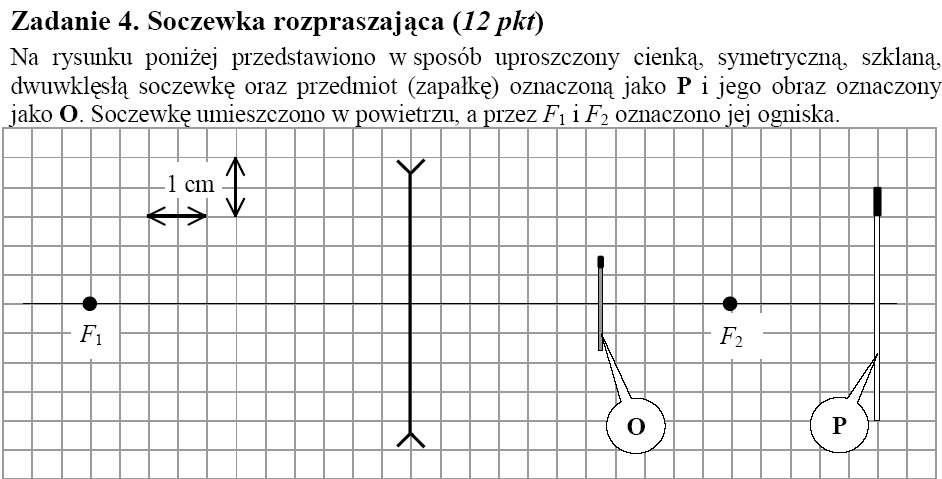 Zadanie 4. Soczewka rozpraszająca (12 pkt)
Na rysunku poniżej przedstawiono w sposób uproszczony cienką, symetryczną, szklaną,
dwuwklęsłą soczewkę oraz przedmiot (zapałkę) oznaczoną jako P i jego obraz oznaczony
jako O. Soczewkę umieszczono w powietrzu, a przez F₁ i F₂ oznaczono jej ogniska.
1 cm
F₁
F₂
O
P